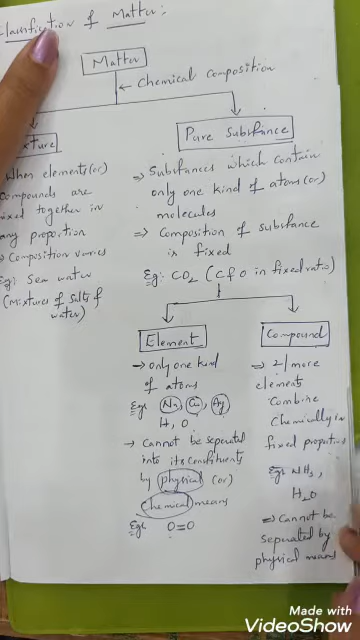 Classification of Matter:
Matter
Chemical composition
xture
When elements (or)
compounds are
ixed together in
any proportion
Composition varies
Eg: Sea water
(Mixtures of salts &
water)
Pure Substance
→ Substances which contain
only one kind of atoms (or)
molecules
⇒ Composition of substance
is fixed
Eg: CO2 (C & O in fixed ratio)
Element
→ only one kind
of atoms
Eg: Na, Cu, Ag
H, O
→ Cannot be separated
into its constituents
by physical (or)
chemical means
Eg: O=O
Compound
→ 2/more
elements
Combine
chemically in
fixed proportion
Eg: NH3,
H2O
⇒ Cannot be
separated by
physical means
Made with
VideoShow